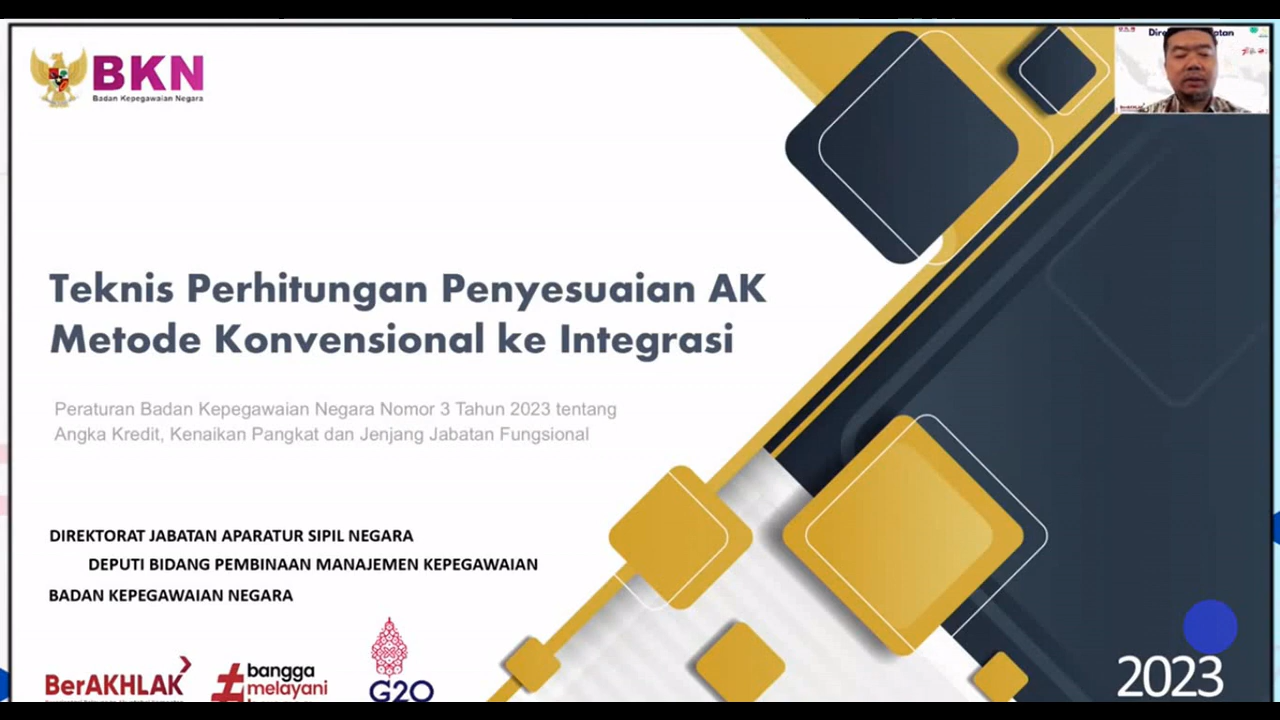 BKN
Badan Kepegawaian Negara
Teknis Perhitungan Penyesuaian AK
Metode Konvensional ke Integrasi
Peraturan Badan Kepegawaian Negara Nomor 3 Tahun 2023 tentang
Angka Kredit, Kenaikan Pangkat dan Jenjang Jabatan Fungsional
DIREKTORAT JABATAN APARATUR SIPIL NEGARA
DEPUTI BIDANG PEMBINAAN MANAJEMEN KEPEGAWAIAN
BADAN KEPEGAWAIAN NEGARA
BerAKHLAK
# bangga
melayani
G20
2023